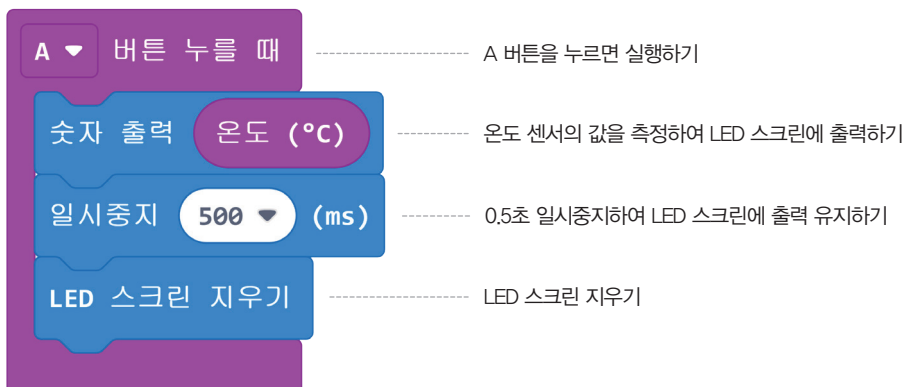 A 버튼 누를 때 A 버튼을 누르면 실행하기
숫자 출력 온도 (°C) 온도 센서의 값을 측정하여 LED 스크린에 출력하기
일시중지 500 (ms) 0.5초 일시중지하여 LED 스크린에 출력 유지하기
LED 스크린 지우기 LED 스크린 지우기